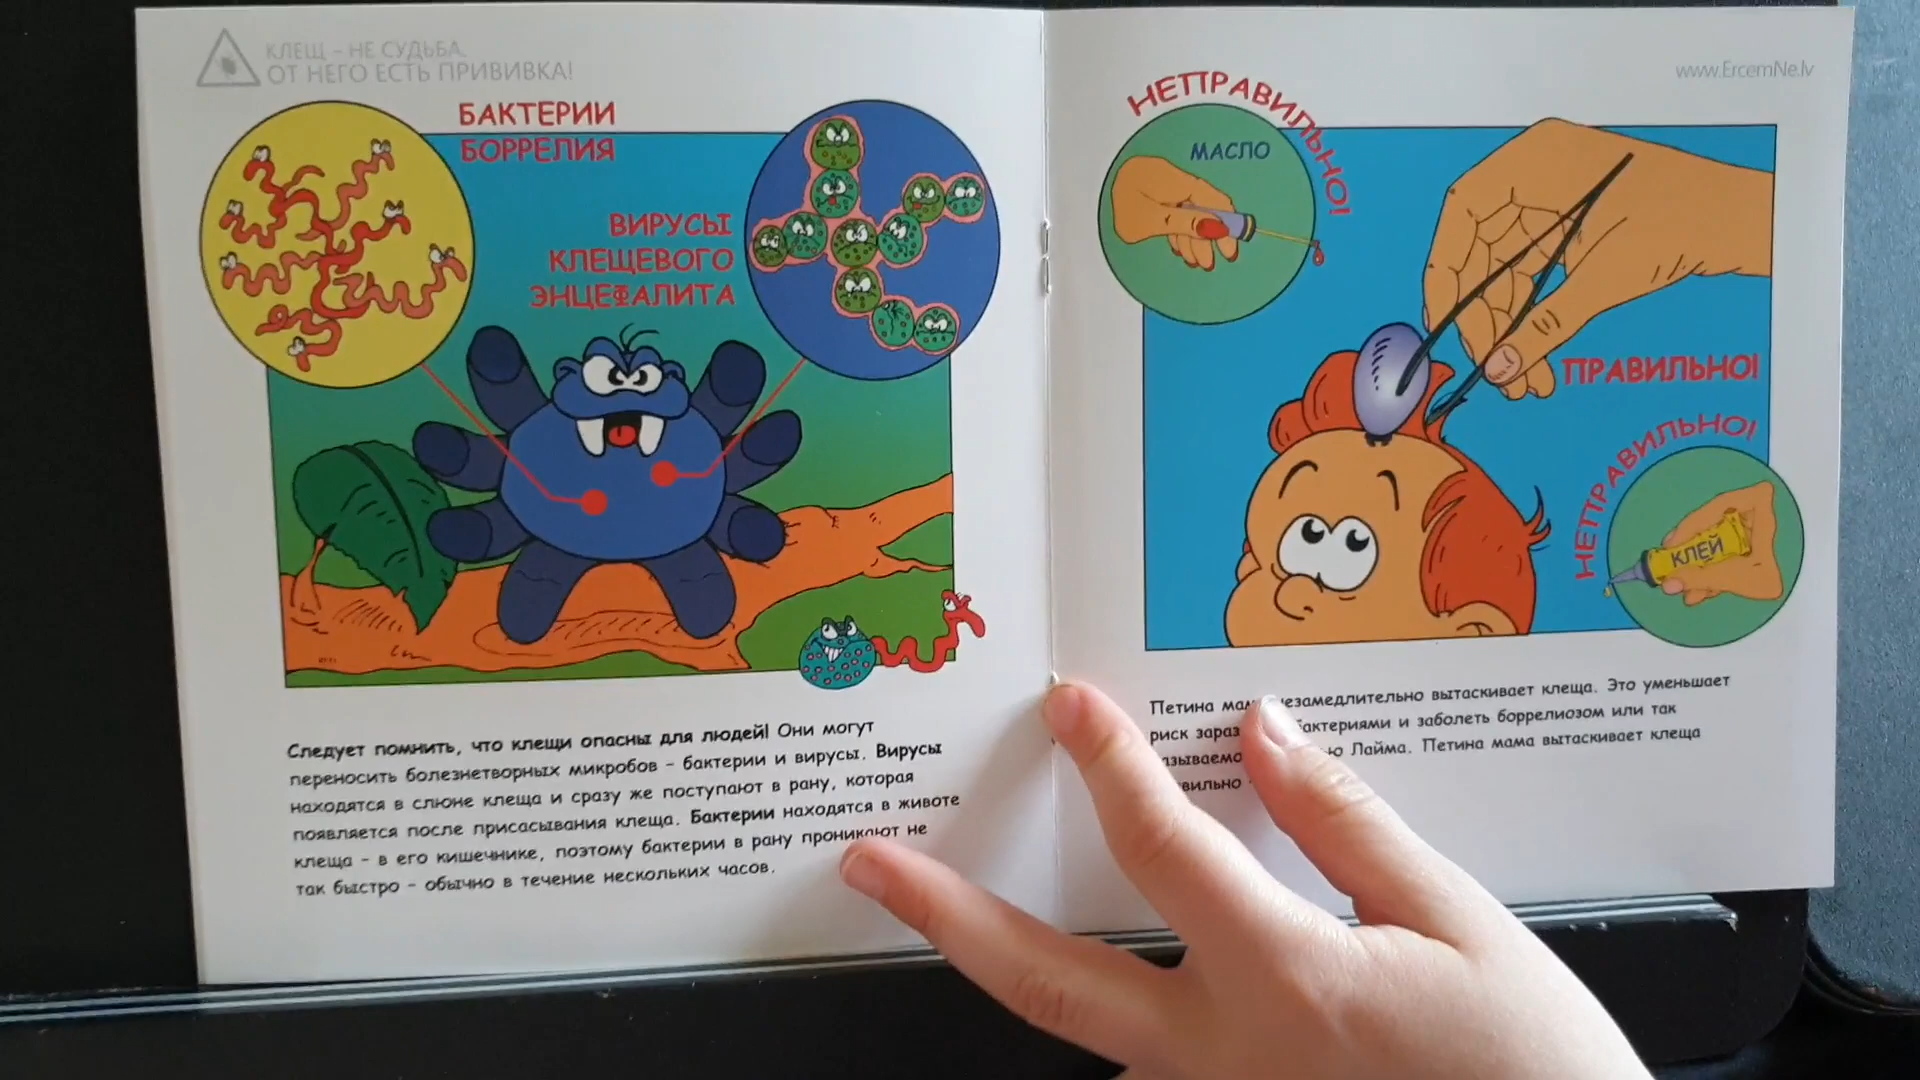 КЛЕЩ - НЕ СУДЬБА.
ОТ НЕГО ЕСТЬ ПРИВИВКА!
БАКТЕРИИ
БОРРЕЛИЯ
ВИРУСЫ
КЛЕЩЕВОГО
ЭНЦЕФАЛИТА
Следует помнить, что клещи опасны для людей! Они могут
переносить болезнетворных микробов - бактерии и вирусы. Вирусы
находятся в слюне клеща и сразу же поступают в рану, которая
появляется после присасывания клеща. Бактерии находятся в животе
клеща - в его кишечнике, поэтому бактерии в рану проникают не
так быстро - обычно в течение нескольких часов.
www.ErcemNe.lv
НЕПРАВИЛЬНО!
МАСЛО
ПРАВИЛЬНО!
НЕПРАВИЛЬНО!
КЛЕЙ
Петина незамедлительно вытаскивает клеща. Это уменьшает
риск бактериями и заболеть боррелиозом или так
Лайма. Петина мама вытаскивает клеща